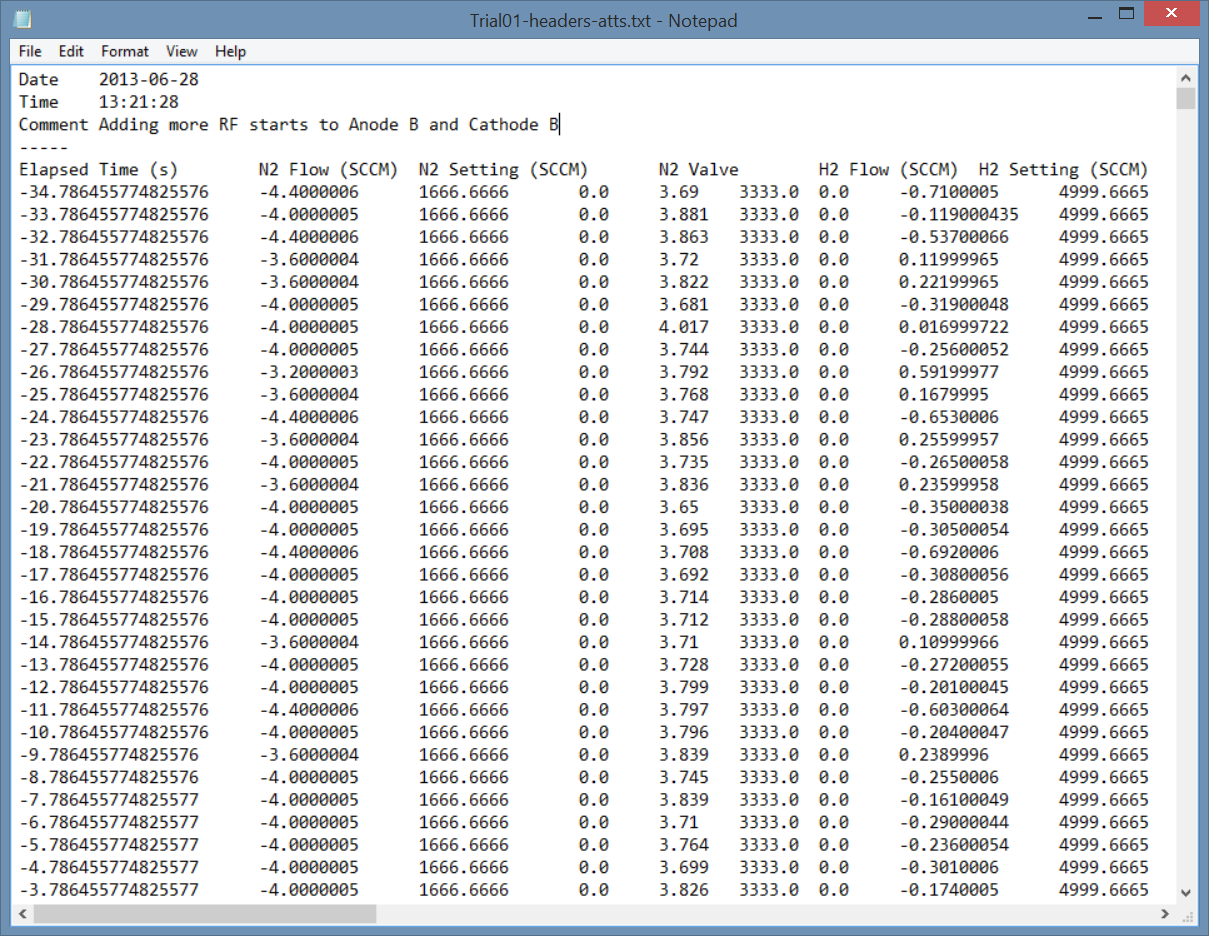 Trial01-headers-atts.txt - Notepad
File Edit Format View Help
Date 2013-06-28
Time 13:21:28
Comment Adding more RF starts to Anode B and Cathode B
-----
Elapsed Time (s) N2 Flow (SCCM) N2 Setting (SCCM) N2 Valve H2 Flow (SCCM) H2 Setting (SCCM)
-34.786455774825576 -4.4000006 1666.6666 0.0 3.69 3333.0 0.0 -0.7100005 4999.6665
-33.786455774825576 -4.0000005 1666.6666 0.0 3.881 3333.0 0.0 -0.119000435 4999.6665
-32.786455774825576 -4.4000006 1666.6666 0.0 3.863 3333.0 0.0 -0.53700066 4999.6665
-31.786455774825576 -3.6000004 1666.6666 0.0 3.72 3333.0 0.0 0.11999965 4999.6665
-30.786455774825576 -3.6000004 1666.6666 0.0 3.822 3333.0 0.0 0.22199965 4999.6665
-29.786455774825576 -4.0000005 1666.6666 0.0 3.681 3333.0 0.0 -0.31900048 4999.6665
-28.786455774825576 -4.0000005 1666.6666 0.0 4.017 3333.0 0.0 0.016999722 4999.6665
-27.786455774825576 -4.0000005 1666.6666 0.0 3.744 3333.0 0.0 -0.25600052 4999.6665
-26.786455774825576 -3.2000003 1666.6666 0.0 3.792 3333.0 0.0 0.59199977 4999.6665
-25.786455774825576 -3.6000004 1666.6666 0.0 3.768 3333.0 0.0 0.1679995 4999.6665
-24.786455774825576 -4.4000006 1666.6666 0.0 3.747 3333.0 0.0 -0.6530006 4999.6665
-23.786455774825576 -3.6000004 1666.6666 0.0 3.856 3333.0 0.0 0.25599957 4999.6665
-22.786455774825576 -4.0000005 1666.6666 0.0 3.735 3333.0 0.0 -0.26500058 4999.6665
-21.786455774825576 -3.6000004 1666.6666 0.0 3.836 3333.0 0.0 0.23599958 4999.6665
-20.786455774825576 -4.0000005 1666.6666 0.0 3.65 3333.0 0.0 -0.35000038 4999.6665
-19.786455774825576 -4.0000005 1666.6666 0.0 3.695 3333.0 0.0 -0.30500054 4999.6665
-18.786455774825576 -4.4000006 1666.6666 0.0 3.708 3333.0 0.0 -0.6920006 4999.6665
-17.786455774825576 -4.0000005 1666.6666 0.0 3.692 3333.0 0.0 -0.30800056 4999.6665
-16.786455774825576 -4.0000005 1666.6666 0.0 3.714 3333.0 0.0 -0.2860005 4999.6665
-15.786455774825576 -4.0000005 1666.6666 0.0 3.712 3333.0 0.0 -0.28800058 4999.6665
-14.786455774825576 -3.6000004 1666.6666 0.0 3.71 3333.0 0.0 0.10999966 4999.6665
-13.786455774825576 -4.0000005 1666.6666 0.0 3.728 3333.0 0.0 -0.27200055 4999.6665
-12.786455774825576 -4.0000005 1666.6666 0.0 3.799 3333.0 0.0 -0.20100045 4999.6665
-11.786455774825576 -4.4000006 1666.6666 0.0 3.797 3333.0 0.0 -0.60300064 4999.6665
-10.786455774825576 -4.0000005 1666.6666 0.0 3.796 3333.0 0.0 -0.20400047 4999.6665
-9.786455774825576 -3.6000004 1666.6666 0.0 3.839 3333.0 0.0 0.2389996 4999.6665
-8.786455774825576 -4.0000005 1666.6666 0.0 3.745 3333.0 0.0 -0.2550006 4999.6665
-7.786455774825577 -4.0000005 1666.6666 0.0 3.839 3333.0 0.0 -0.16100049 4999.6665
-6.786455774825577 -4.0000005 1666.6666 0.0 3.71 3333.0 0.0 -0.29000044 4999.6665
-5.786455774825577 -4.0000005 1666.6666 0.0 3.764 3333.0 0.0 -0.23600054 4999.6665
-4.786455774825577 -4.0000005 1666.6666 0.0 3.699 3333.0 0.0 -0.3010006 4999.6665
-3.786455774825577 -4.0000005 1666.6666 0.0 3.826 3333.0 0.0 -0.1740005 4999.6665